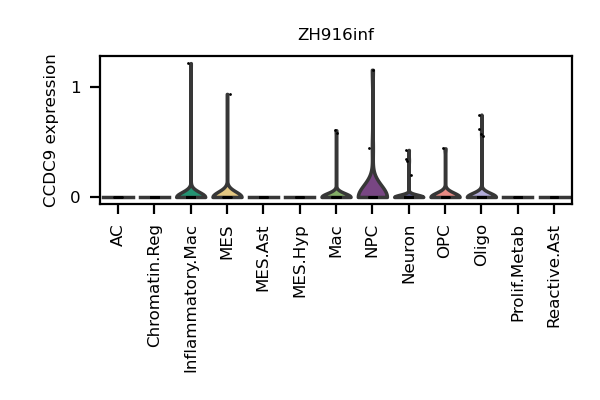 ZH916inf
CCDC9 expression
1
0
AC
Chromatin.Reg
Inflammatory.Mac
MES
MES.Ast
MES.Hyp
Mac
NPC
Neuron
OPC
Oligo
Prolif.Metab
Reactive.Ast